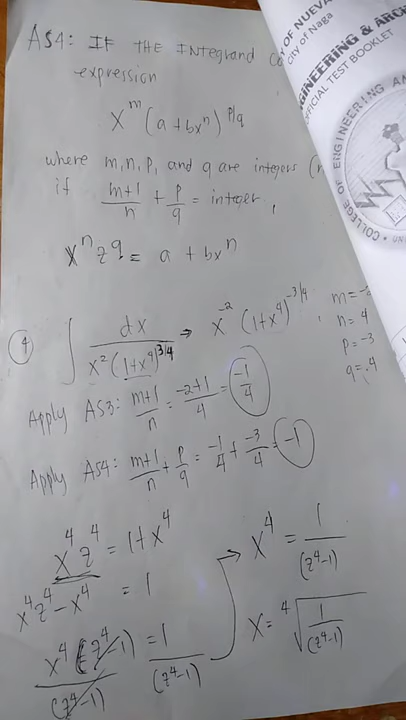 AS4: IF THE Integrand
expression
x^m (a + bx^n)^p/q
where m, n, p, and q are integers
if (m+1)/n + p/q = integer,
x^n z^q = a + bx^n
④ ∫ dx / (x^2 (1+x^4)^3/4) → x^-2 (1+x^4)^-3/4,
m = -2
n = 4
p = -3
q = 4
Apply AS3: (m+1)/n = (-2+1)/4 = -1/4
Apply AS4: (m+1)/n + p/q = -1/4 + -3/4 = -1
x^4 z^4 = 1+x^4
x^4 z^4 - x^4 = 1
x^4 (z^4-1) / (z^4-1) = 1 / (z^4-1)
→ x^4 = 1 / (z^4-1)
x = ⁴√(1 / (z^4-1))
OF NUEVA
City of Naga
OFFICIAL TEST BOOKLET
COLLEGE OF ENGINEERING